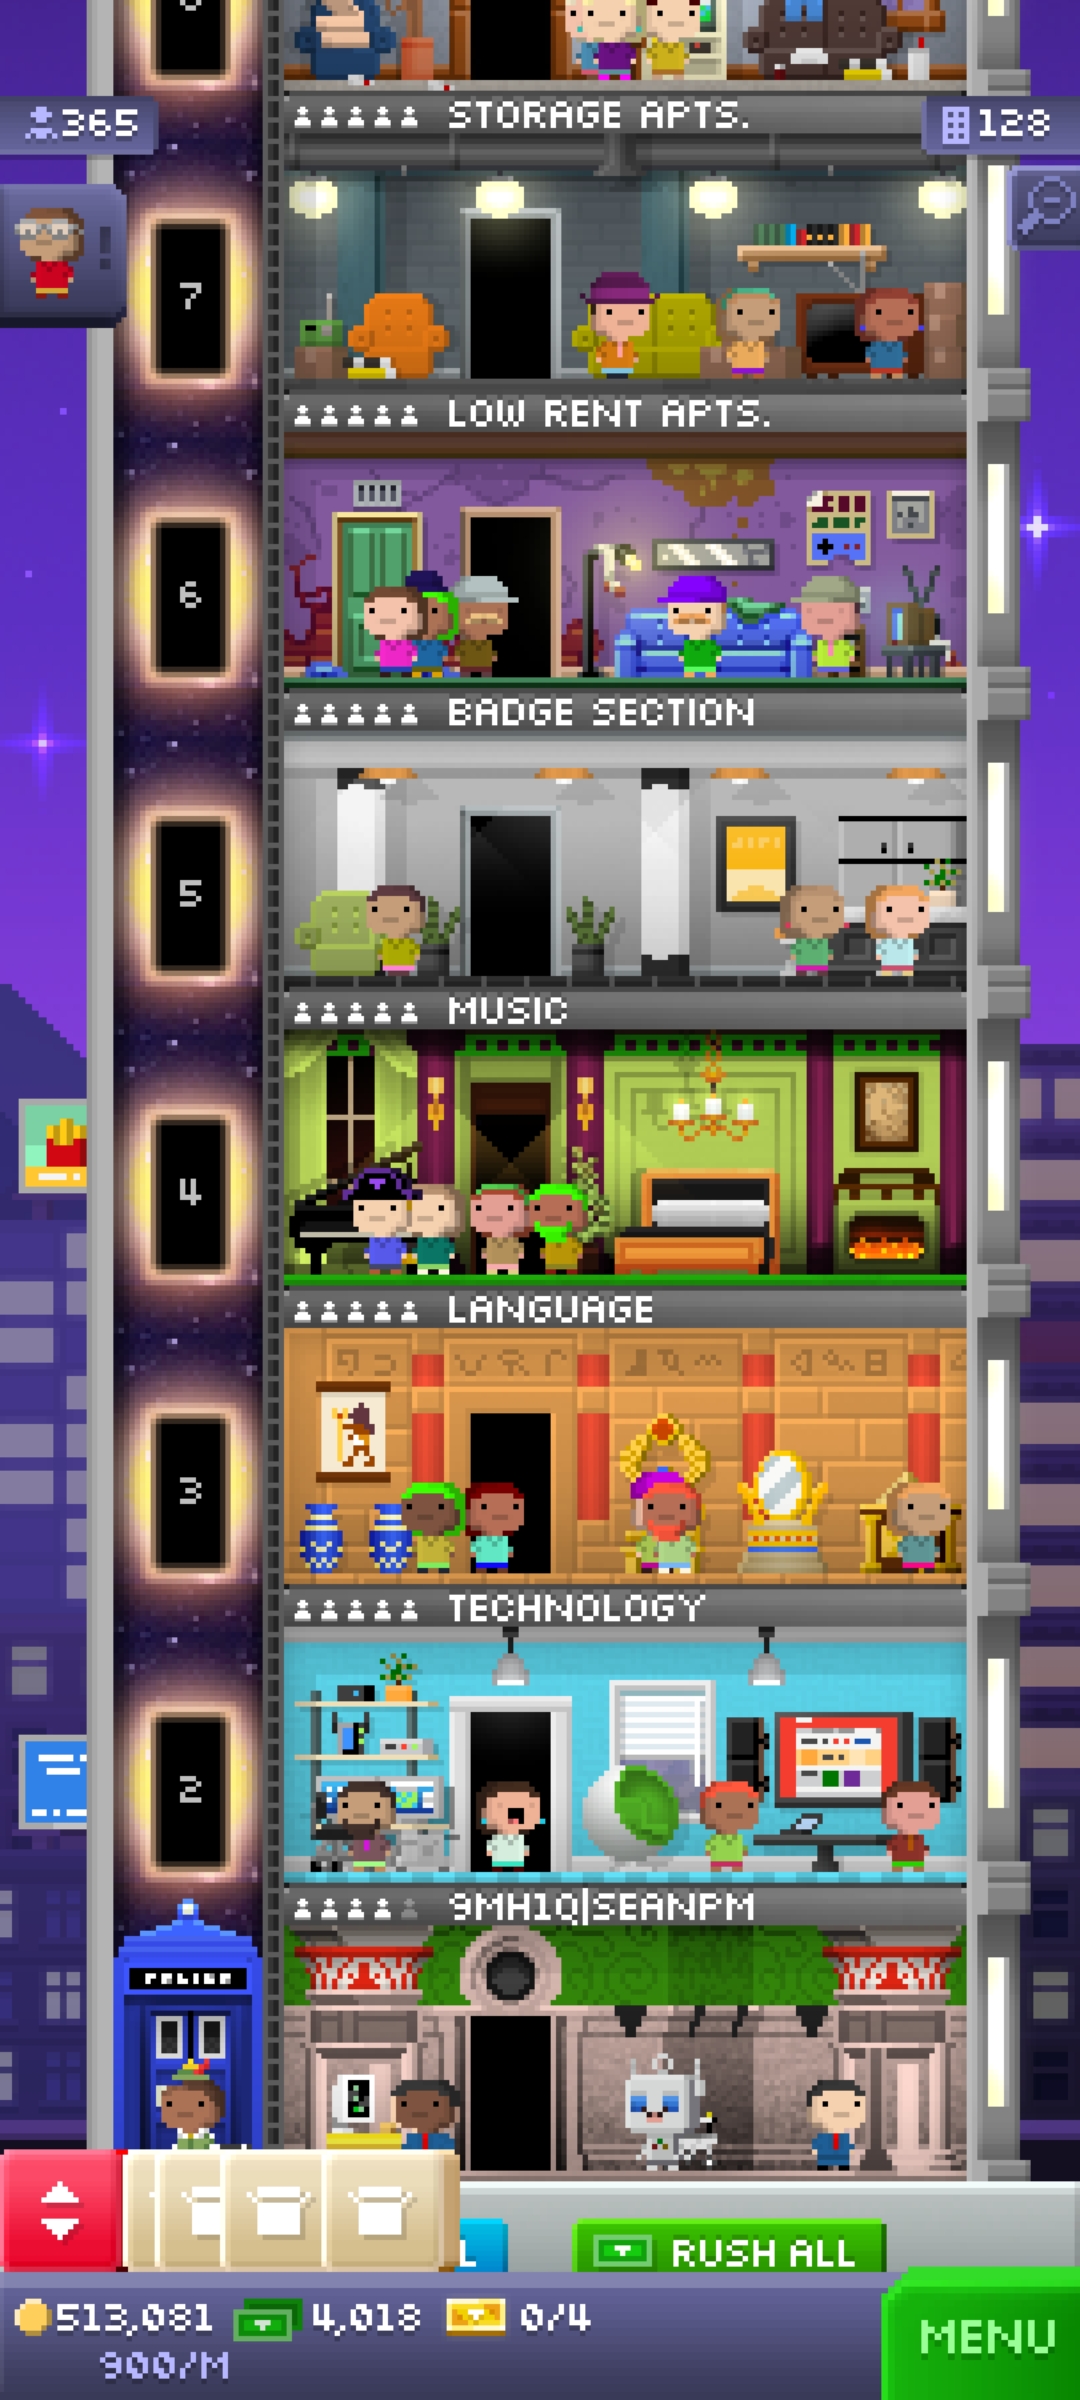 STORAGE APTS.
365
128
7
LOW RENT APTS.
6
BADGE SECTION
5
MUSIC
4
LANGUAGE
3
TECHNOLOGY
2
9MH1Q|SEANPM
POLICE
RUSH ALL
513,081
4,018
0/4
MENU
900/M